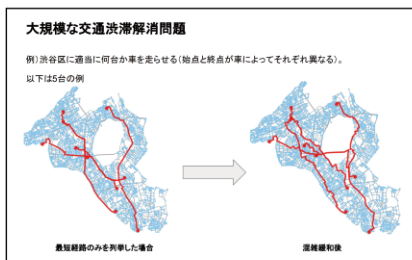 大規模な交通渋滞解消問題
例）渋谷区に適当に何台か車を走らせる（始点と終点が車によってそれぞれ異なる）。
以下は5台の例
最短経路のみを列挙した場合
混雑緩和後